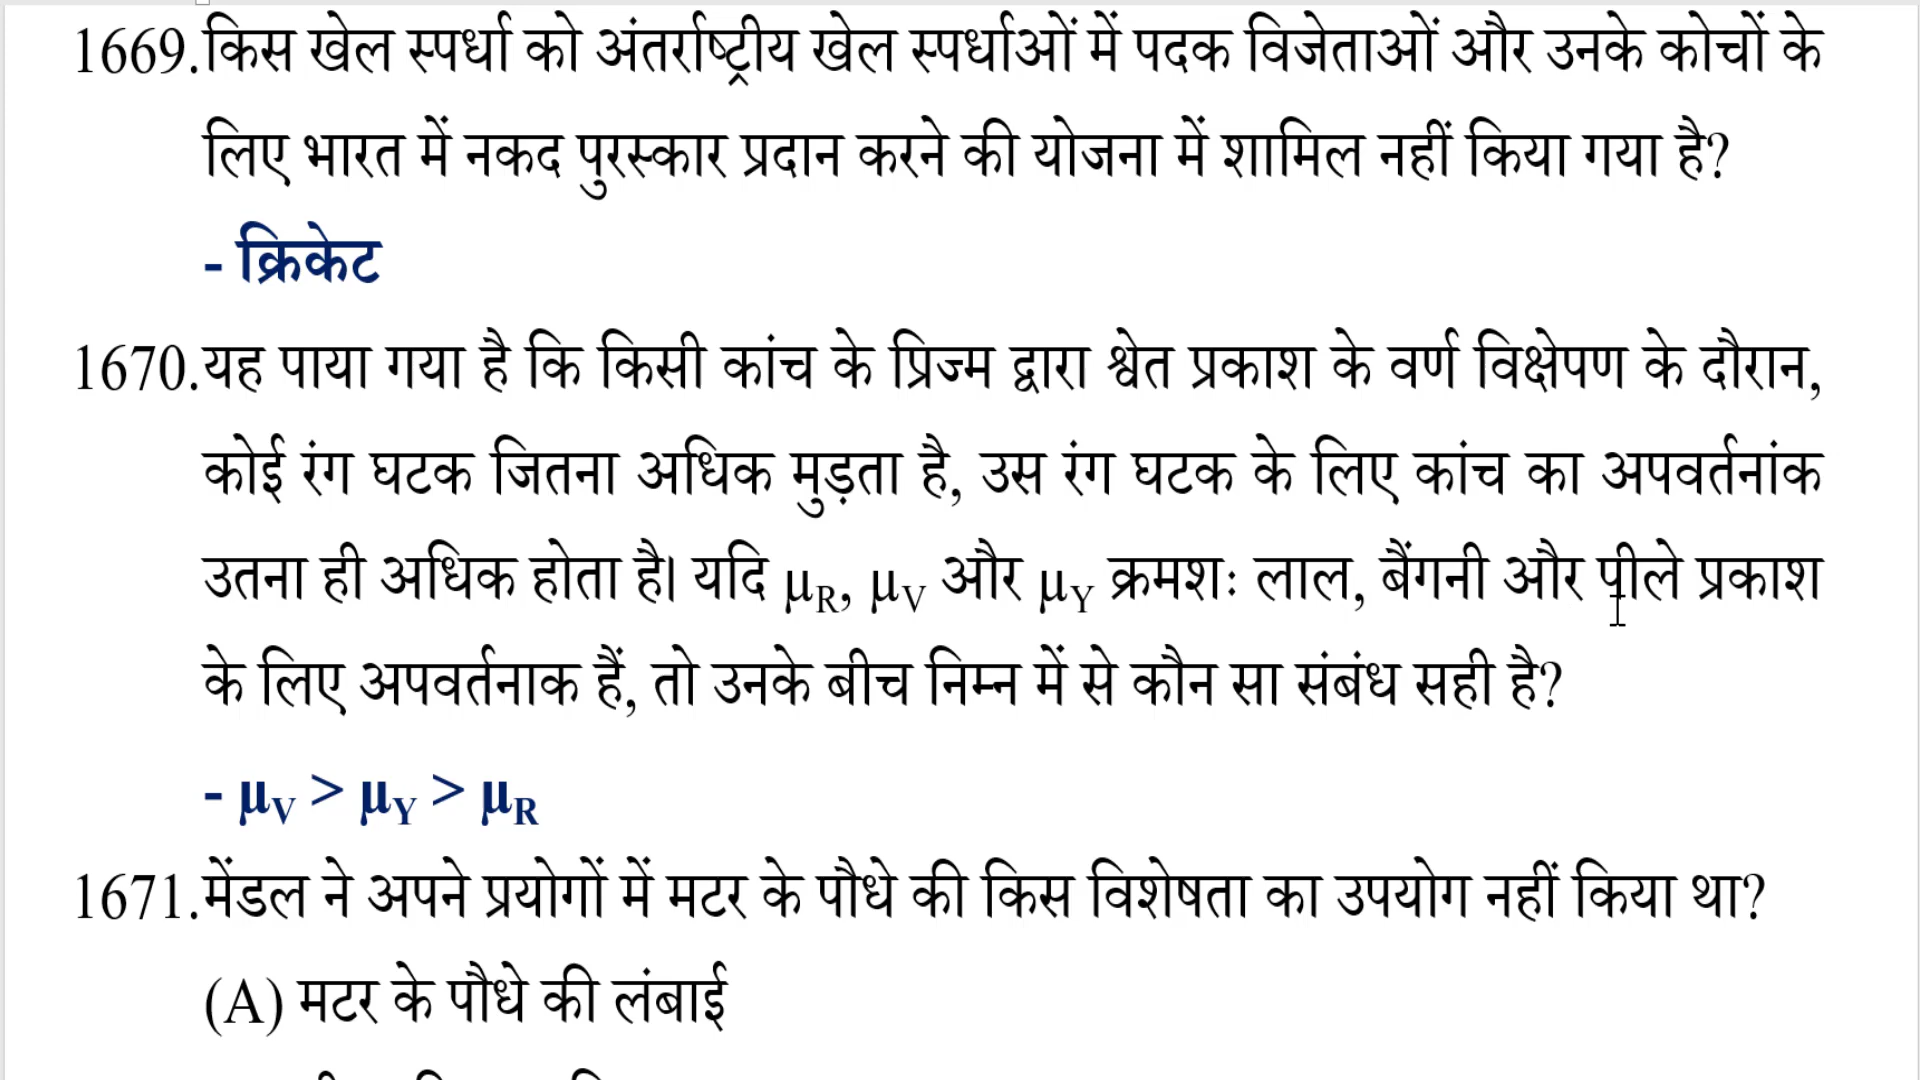 1669.किस खेल स्पर्धा को अंतर्राष्ट्रीय खेल स्पर्धाओं में पदक विजेताओं और उनके कोचों के
लिए भारत में नकद पुरस्कार प्रदान करने की योजना में शामिल नहीं किया गया है?
- क्रिकेट
1670.यह पाया गया है कि किसी कांच के प्रिज्म द्वारा श्वेत प्रकाश के वर्ण विक्षेपण के दौरान,
कोई रंग घटक जितना अधिक मुड़ता है, उस रंग घटक के लिए कांच का अपवर्तनांक
उतना ही अधिक होता है। यदि μR, μV और μY क्रमशः लाल, बैंगनी और पीले प्रकाश
के लिए अपवर्तनाक हैं, तो उनके बीच निम्न में से कौन सा संबंध सही है?
- μV > μY > μR
1671.मेंडल ने अपने प्रयोगों में मटर के पौधे की किस विशेषता का उपयोग नहीं किया था?
(A) मटर के पौधे की लंबाई